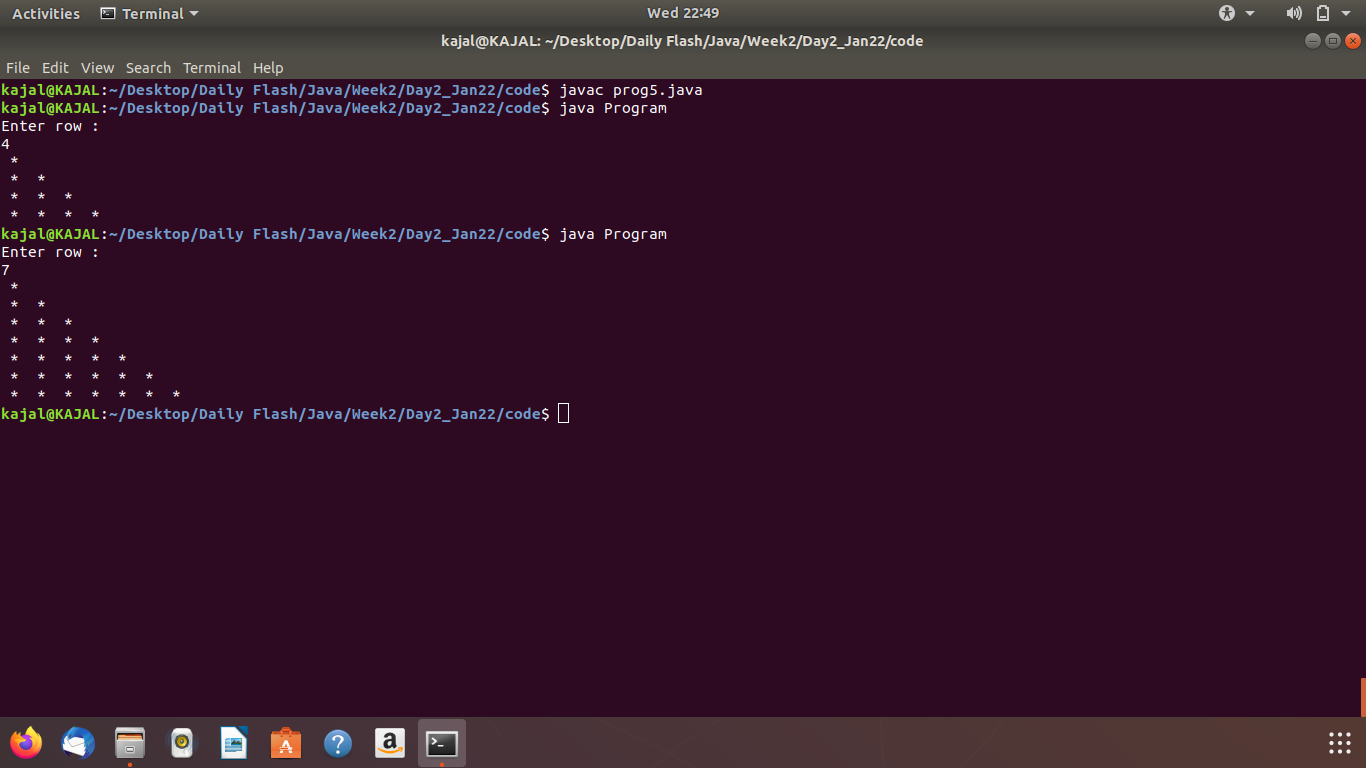 Activities Terminal Wed 22:49
kajal@KAJAL: ~/Desktop/Daily Flash/Java/Week2/Day2_Jan22/code
File Edit View Search Terminal Help
kajal@KAJAL:~/Desktop/Daily Flash/Java/Week2/Day2_Jan22/code$ javac prog5.java
kajal@KAJAL:~/Desktop/Daily Flash/Java/Week2/Day2_Jan22/code$ java Program
Enter row :
4
 *
 *  *
 *  *  *
 *  *  *  *
kajal@KAJAL:~/Desktop/Daily Flash/Java/Week2/Day2_Jan22/code$ java Program
Enter row :
7
 *
 *  *
 *  *  *
 *  *  *  *
 *  *  *  *  *
 *  *  *  *  *  *
 *  *  *  *  *  *  *
kajal@KAJAL:~/Desktop/Daily Flash/Java/Week2/Day2_Jan22/code$